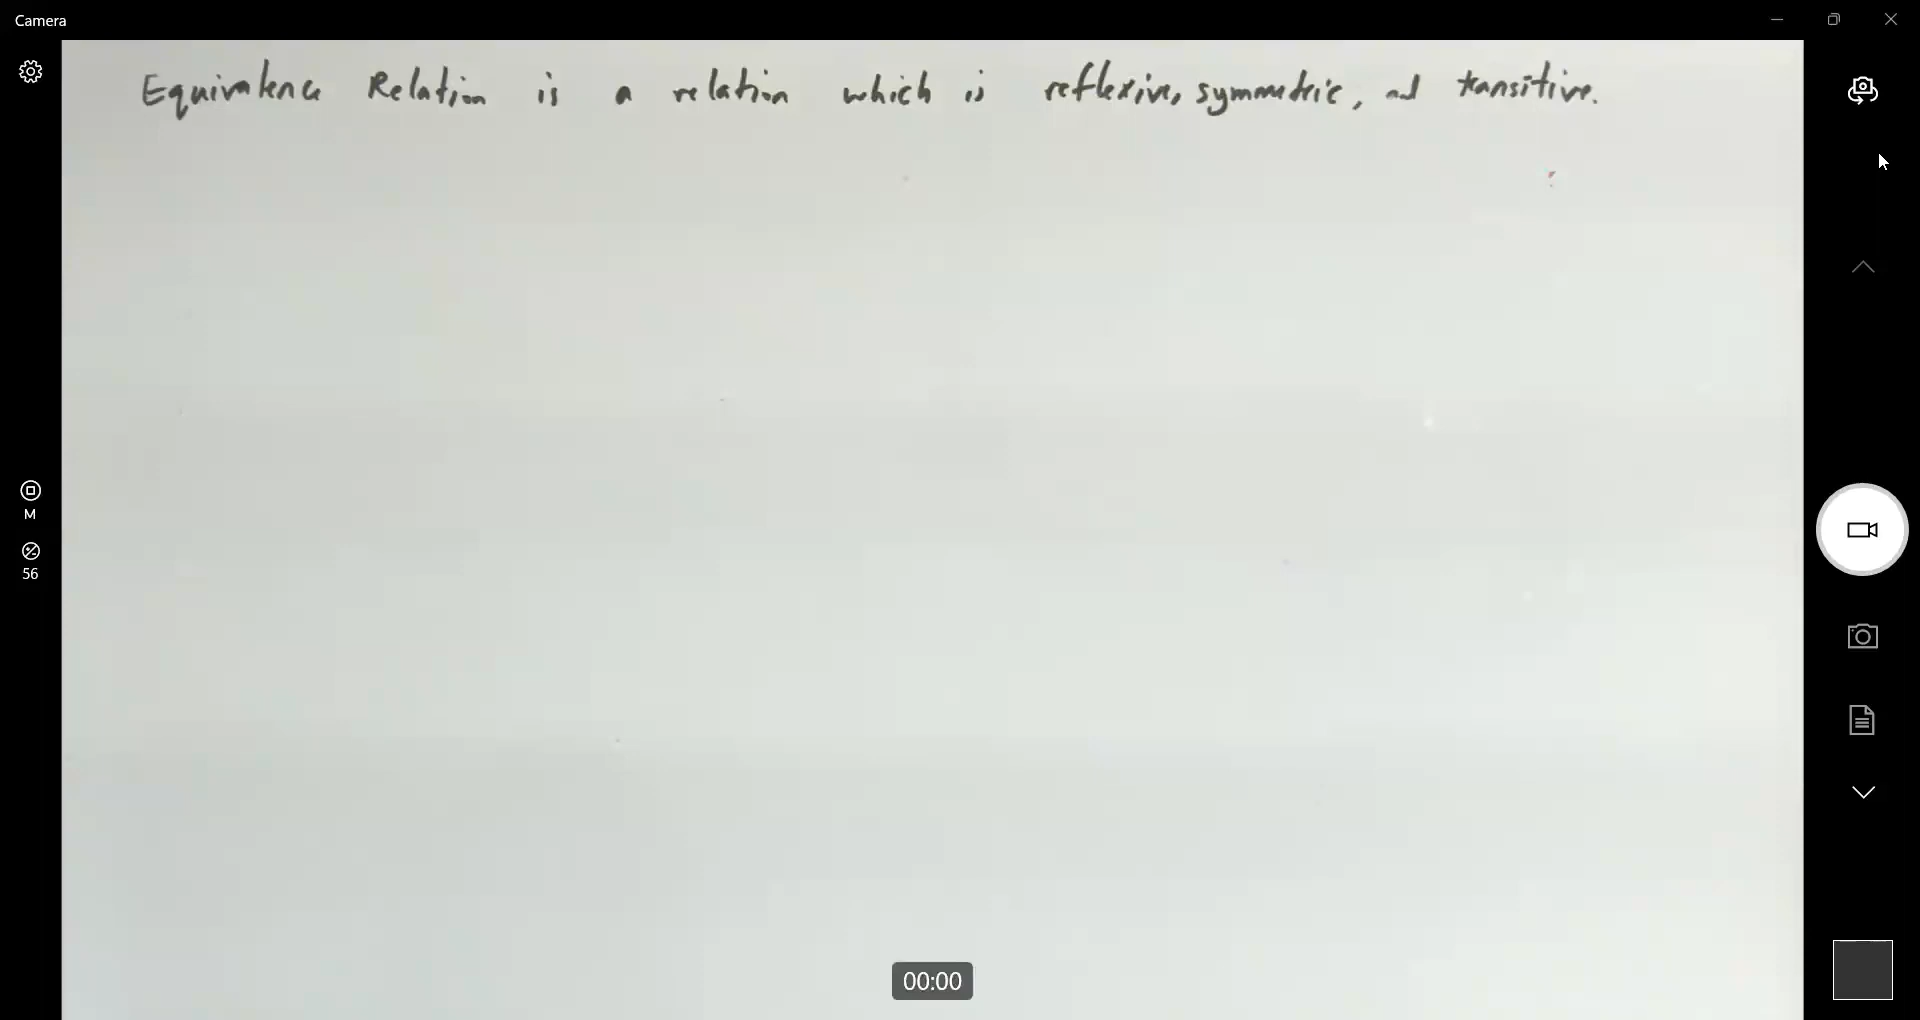 Camera
Equivalence Relation is a relation which is reflexive, symmetric, and transitive.
M
56
00:00